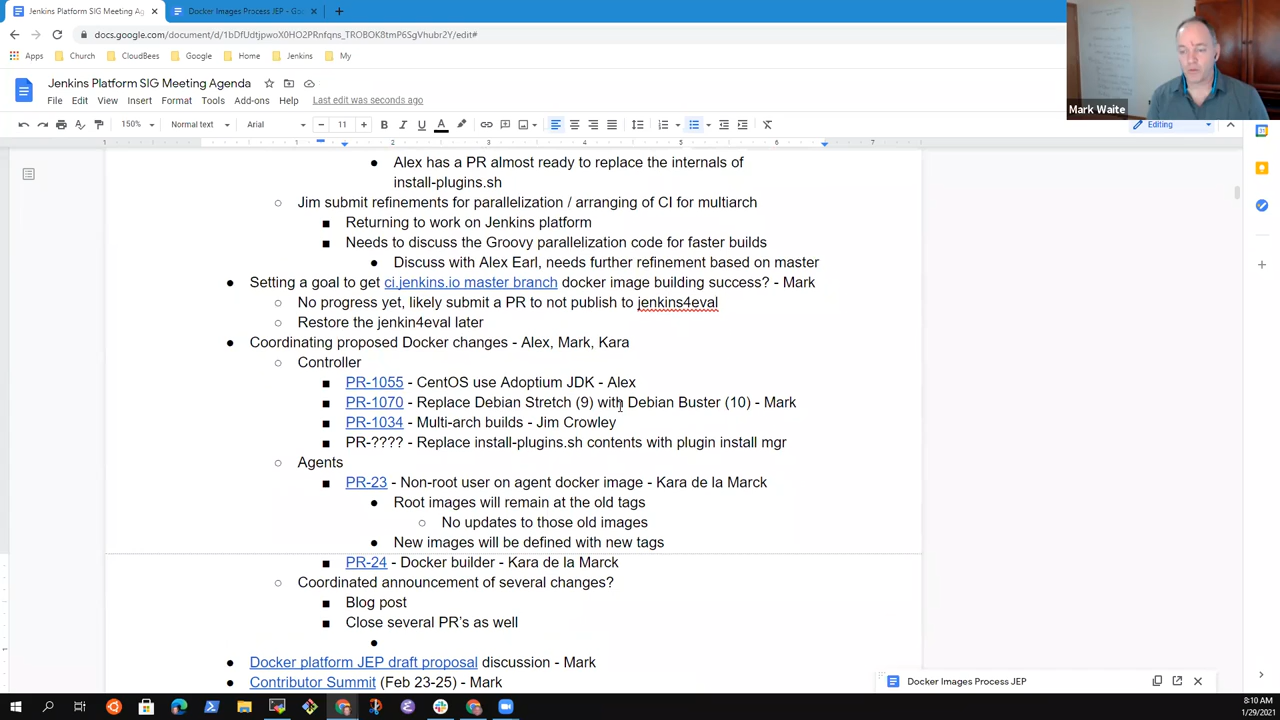 Jenkins Platform SIG Meeting Ag
Docker Images Process JEP - Go
docs.google.com/document/d/1bDfUdtjpwoX0HO2PRnfqns_TROBOK8tmP6SgVhubr2Y/edit#
Apps
Church
CloudBees
Google
Home
Jenkins
My
Mark Waite
Jenkins Platform SIG Meeting Agenda
File Edit View Insert Format Tools Add-ons Help Last edit was seconds ago
150% Normal text Arial 11 B I U A Editing
1 1 2 3 4 5 6 7
Alex has a PR almost ready to replace the internals of
install-plugins.sh
Jim submit refinements for parallelization / arranging of CI for multiarch
Returning to work on Jenkins platform
Needs to discuss the Groovy parallelization code for faster builds
Discuss with Alex Earl, needs further refinement based on master
Setting a goal to get ci.jenkins.io master branch docker image building success? - Mark
No progress yet, likely submit a PR to not publish to jenkins4eval
Restore the jenkin4eval later
Coordinating proposed Docker changes - Alex, Mark, Kara
Controller
PR-1055 - CentOS use Adoptium JDK - Alex
PR-1070 - Replace Debian Stretch (9) with Debian Buster (10) - Mark
PR-1034 - Multi-arch builds - Jim Crowley
PR-???? - Replace install-plugins.sh contents with plugin install mgr
Agents
PR-23 - Non-root user on agent docker image - Kara de la Marck
Root images will remain at the old tags
No updates to those old images
New images will be defined with new tags
PR-24 - Docker builder - Kara de la Marck
Coordinated announcement of several changes?
Blog post
Close several PR's as well
Docker platform JEP draft proposal discussion - Mark
Contributor Summit (Feb 23-25) - Mark
Docker Images Process JEP
8:10 AM
1/29/2021